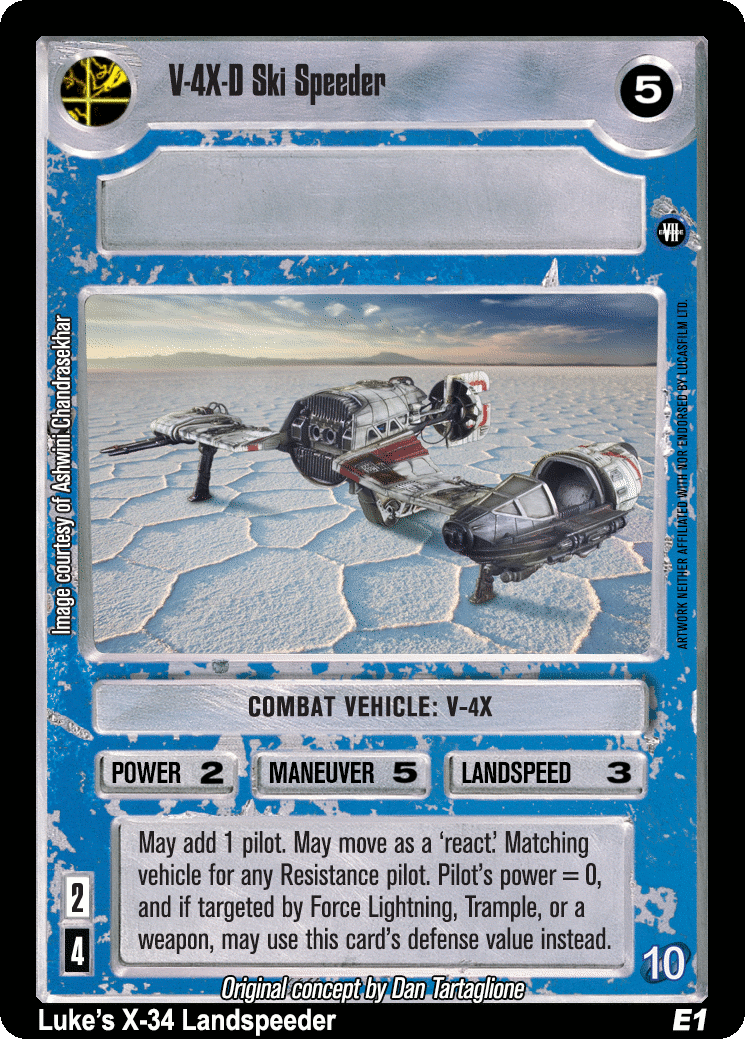 V-4X-D Ski Speeder
5
EPISODE
VII
Image courtesy of Ashwini Chandrasekhar
ARTWORK NEITHER AFFILIATED WITH NOR ENDORSED BY LUCASFILM LTD.
COMBAT VEHICLE: V-4X
POWER 2 MANEUVER 5 LANDSPEED 3
May add 1 pilot. May move as a ‘react.’ Matching
vehicle for any Resistance pilot. Pilot’s power = 0,
and if targeted by Force Lightning, Trample, or a
weapon, may use this card’s defense value instead.
2
4
10
Original concept by Dan Tartaglione
Luke’s X-34 Landspeeder E1